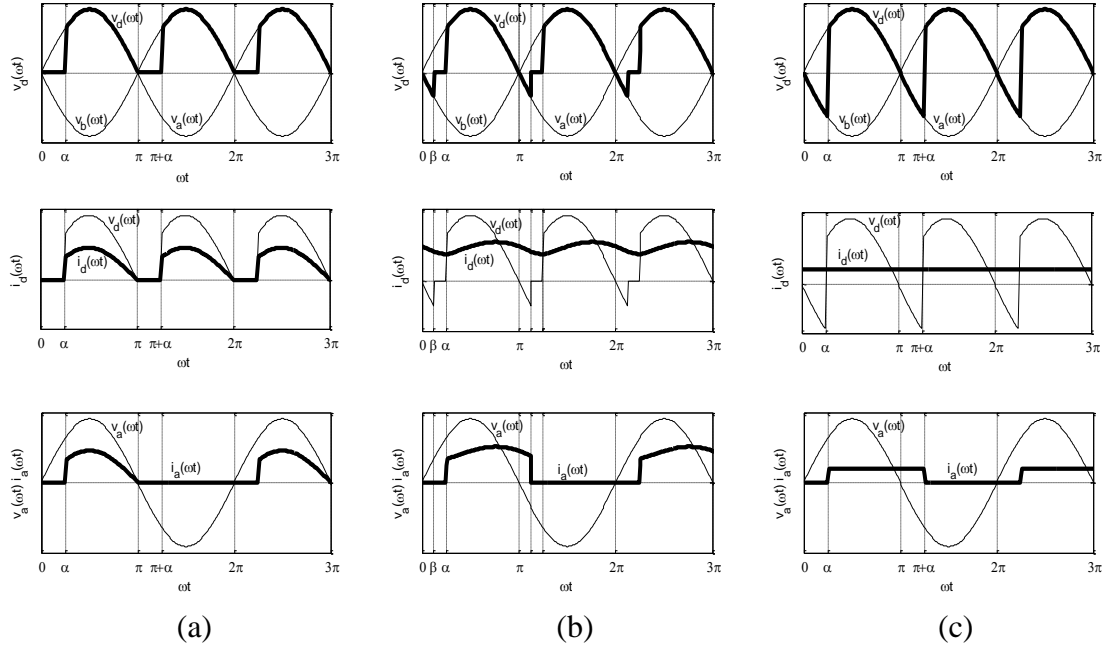 v_d(ωt)
v_d(ωt)
v_b(ωt)
v_a(ωt)
0 α π π+α 2π 3π
ωt
v_d(ωt)
v_d(ωt)
v_b(ωt)
v_a(ωt)
0 β α π 2π 3π
ωt
v_d(ωt)
v_d(ωt)
v_b(ωt)
v_a(ωt)
0 α π π+α 2π 3π
ωt
i_d(ωt)
v_d(ωt)
i_d(ωt)
0 α π π+α 2π 3π
ωt
i_d(ωt)
v_d(ωt)
i_d(ωt)
0 β α π 2π 3π
ωt
i_d(ωt)
v_d(ωt)
i_d(ωt)
0 α π π+α 2π 3π
ωt
v_a(ωt) i_a(ωt)
v_a(ωt)
i_a(ωt)
0 α π π+α 2π 3π
ωt
v_a(ωt) i_a(ωt)
v_a(ωt)
i_a(ωt)
0 β α π 2π 3π
ωt
v_a(ωt) i_a(ωt)
v_a(ωt)
i_a(ωt)
0 α π π+α 2π 3π
ωt
(a)
(b)
(c)